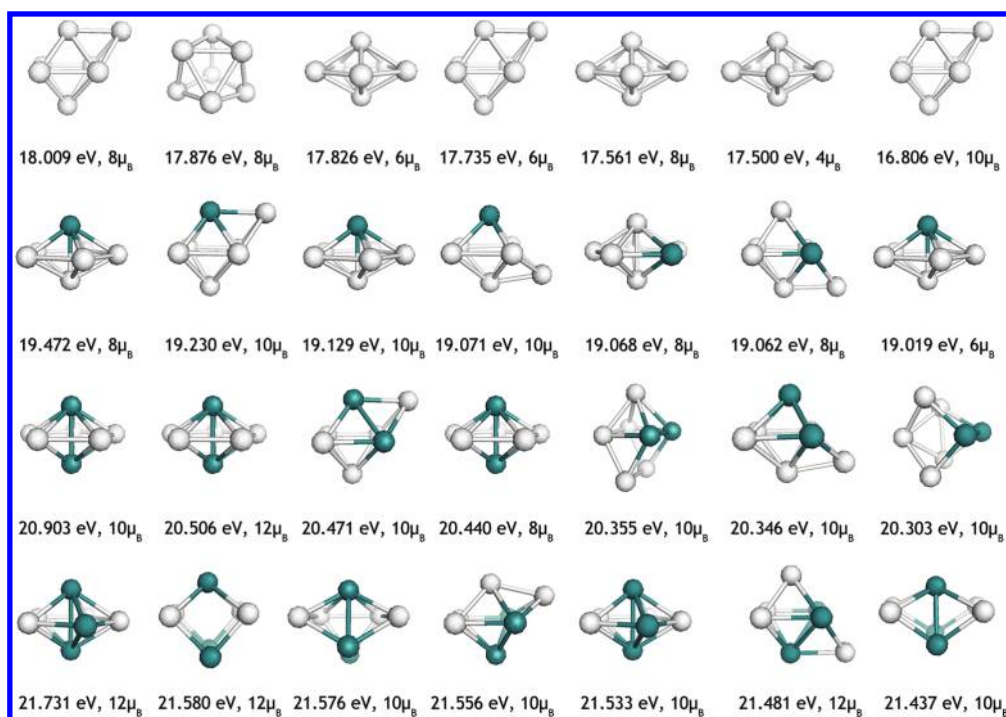 18.009 eV, 8μB 17.876 eV, 8μB 17.826 eV, 6μB 17.735 eV, 6μB 17.561 eV, 8μB 17.500 eV, 4μB 16.806 eV, 10μB
19.472 eV, 8μB 19.230 eV, 10μB 19.129 eV, 10μB 19.071 eV, 10μB 19.068 eV, 8μB 19.062 eV, 8μB 19.019 eV, 6μB
20.903 eV, 10μB 20.506 eV, 12μB 20.471 eV, 10μB 20.440 eV, 8μB 20.355 eV, 10μB 20.346 eV, 10μB 20.303 eV, 10μB
21.731 eV, 12μB 21.580 eV, 12μB 21.576 eV, 10μB 21.556 eV, 10μB 21.533 eV, 10μB 21.481 eV, 12μB 21.437 eV, 10μB